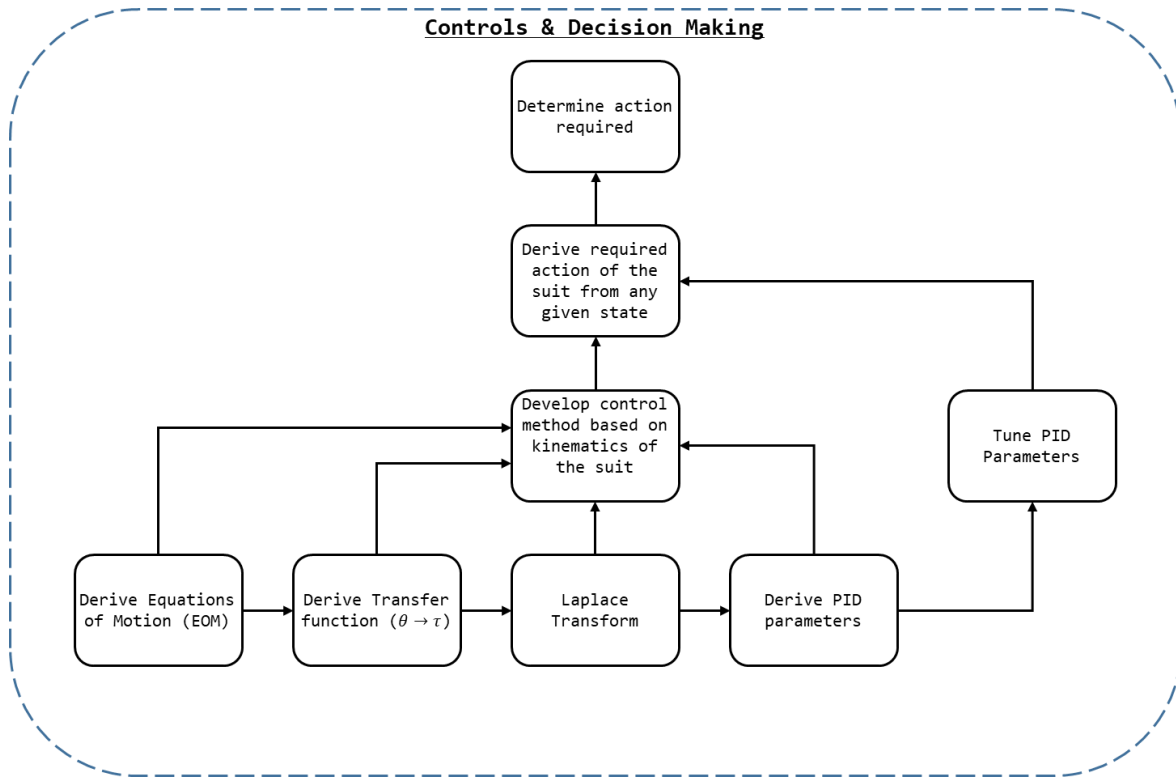 Controls & Decision Making
Determine action
required
Derive required
action of the
suit from any
given state
Develop control
method based on
kinematics of
the suit
Tune PID
Parameters
Derive Equations
of Motion (EOM)
Derive Transfer
function (θ → τ)
Laplace
Transform
Derive PID
parameters